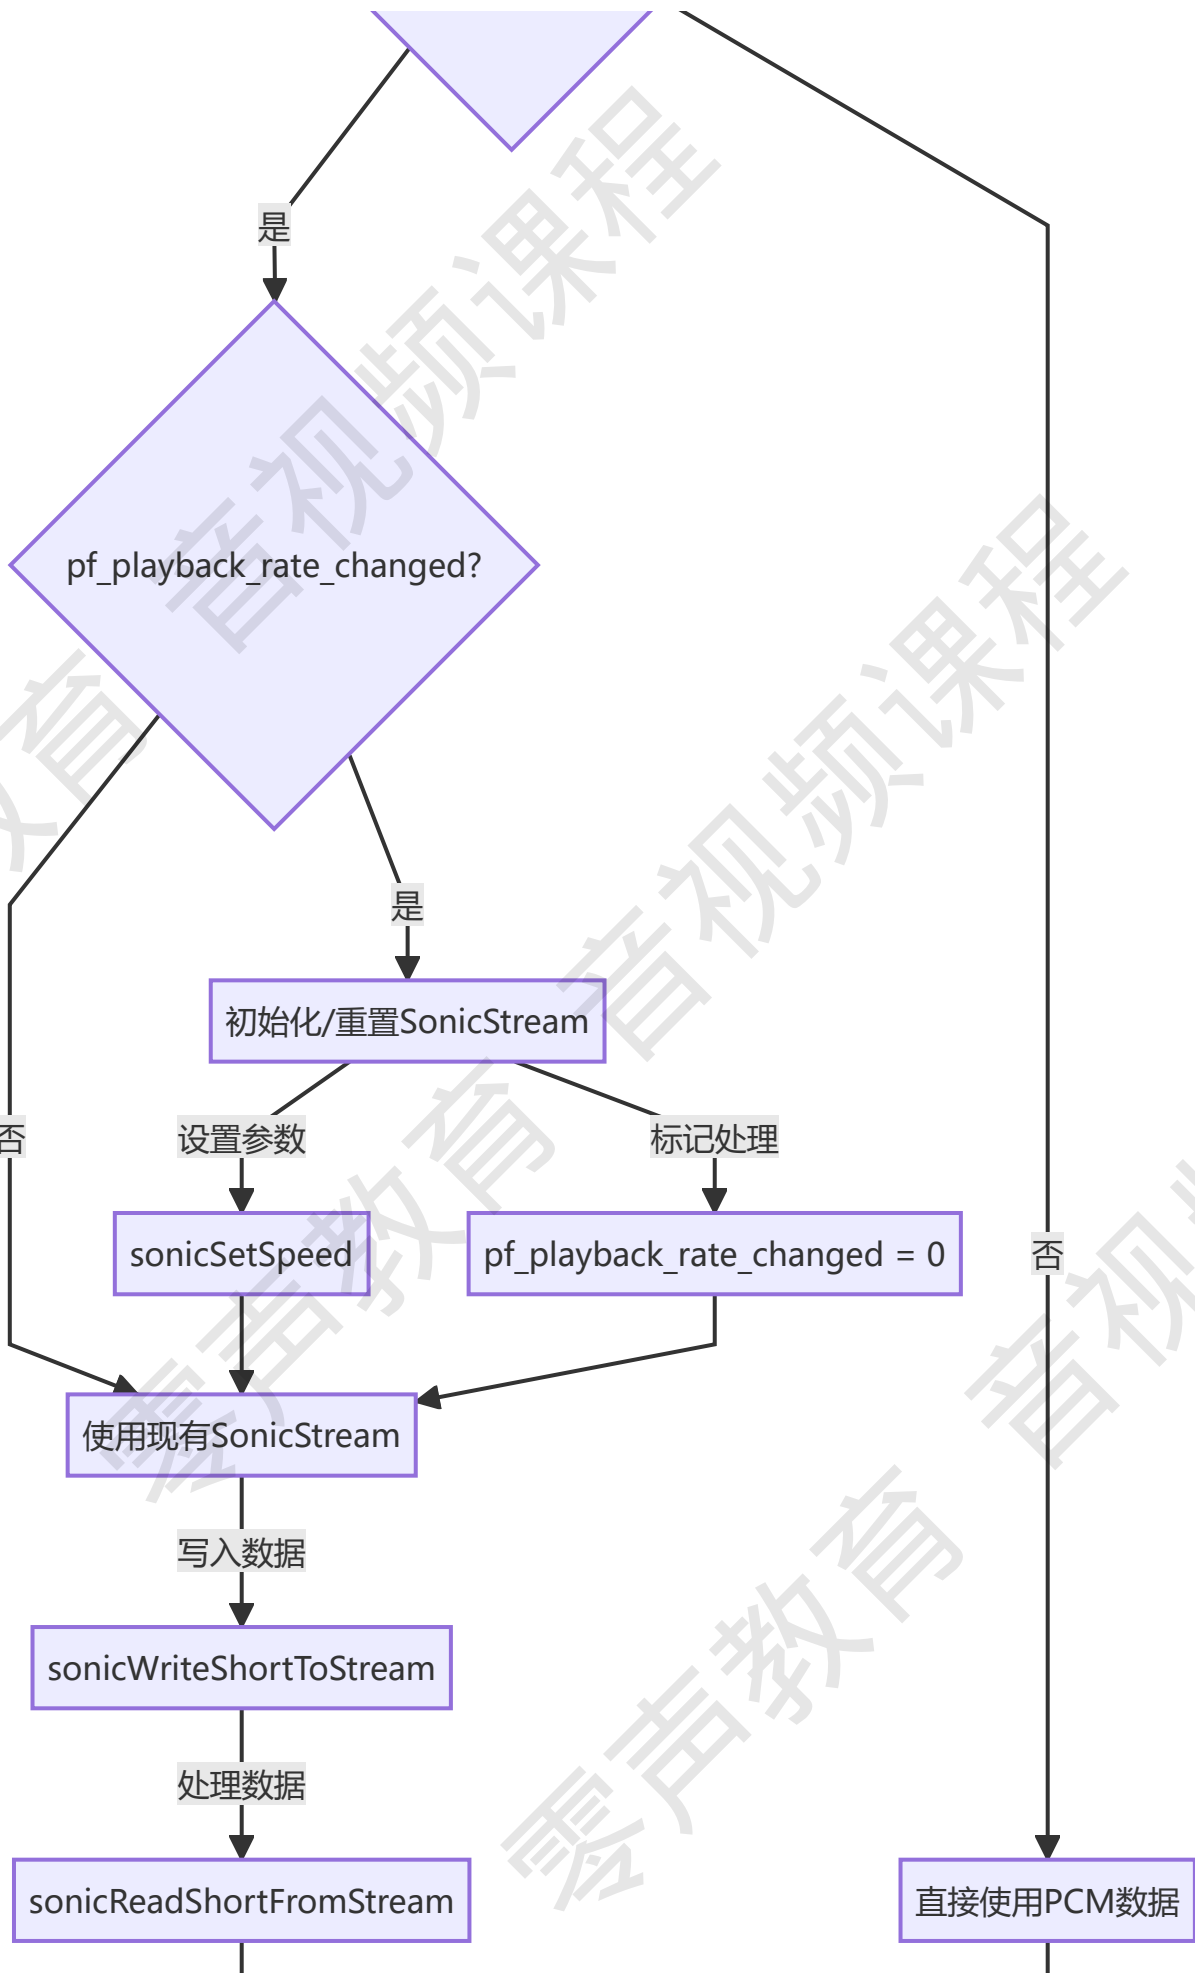 是
pf_playback_rate_changed?
是
初始化/重置SonicStream
否
设置参数
标记处理
sonicSetSpeed
pf_playback_rate_changed = 0
否
使用现有SonicStream
写入数据
sonicWriteShortToStream
处理数据
sonicReadShortFromStream
直接使用PCM数据
零声教育 音视频课程
教育 音视频课程
零声教育 音视频